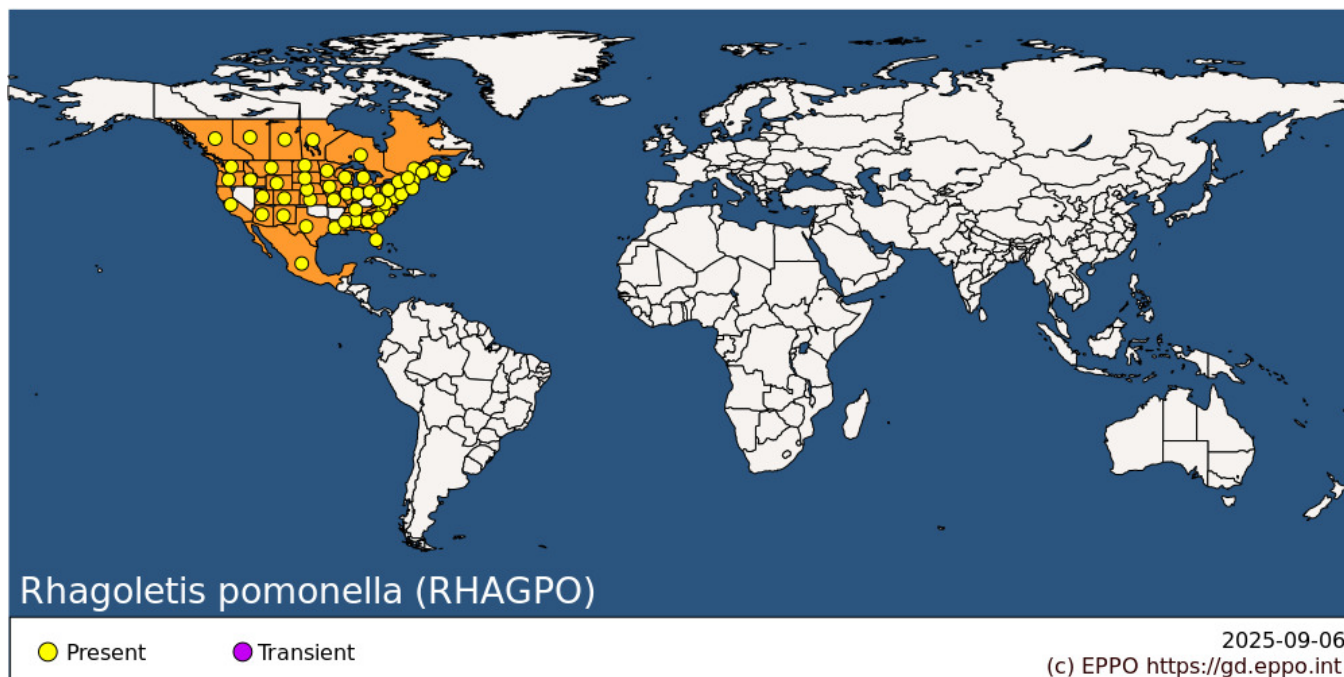 Rhagoletis pomonella (RHAGPO)
Present
Transient
2025-09-06
(c) EPPO https://gd.eppo.int